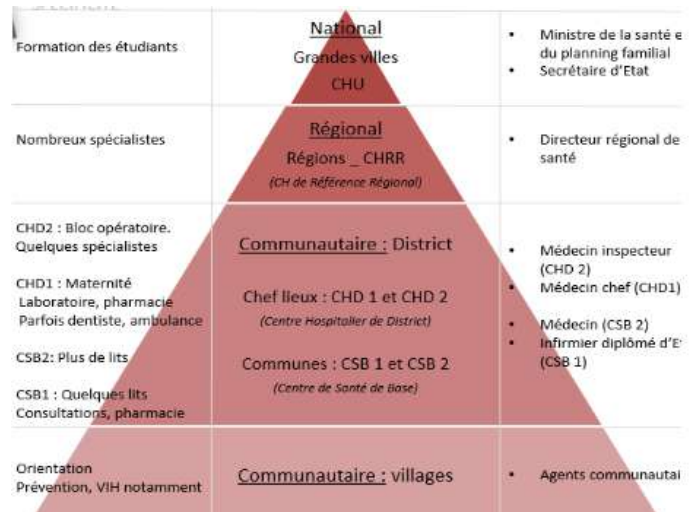 Formation des étudiants
National
Grandes villes
CHU
• Ministre de la santé e
du planning familial
• Secrétaire d'Etat
Nombreux spécialistes
Régional
Régions _ CHRR
(CH de Référence Régional)
• Directeur régional de
santé
CHD2 : Bloc opératoire.
Quelques spécialistes
CHD1 : Maternité
Laboratoire, pharmacie
Parfois dentiste, ambulance
CSB2: Plus de lits
CSB1 : Quelques lits
Consultations, pharmacie
Communautaire : District
Chef lieux : CHD 1 et CHD 2
(Centre Hospitalier de District)
Communes : CSB 1 et CSB 2
(Centre de Santé de Base)
• Médecin inspecteur
(CHD 2)
• Médecin chef (CHD1)
• Médecin (CSB 2)
• Infirmier diplômé d'E
(CSB 1)
Orientation
Prévention, VIH notamment
Communautaire : villages
• Agents communautai